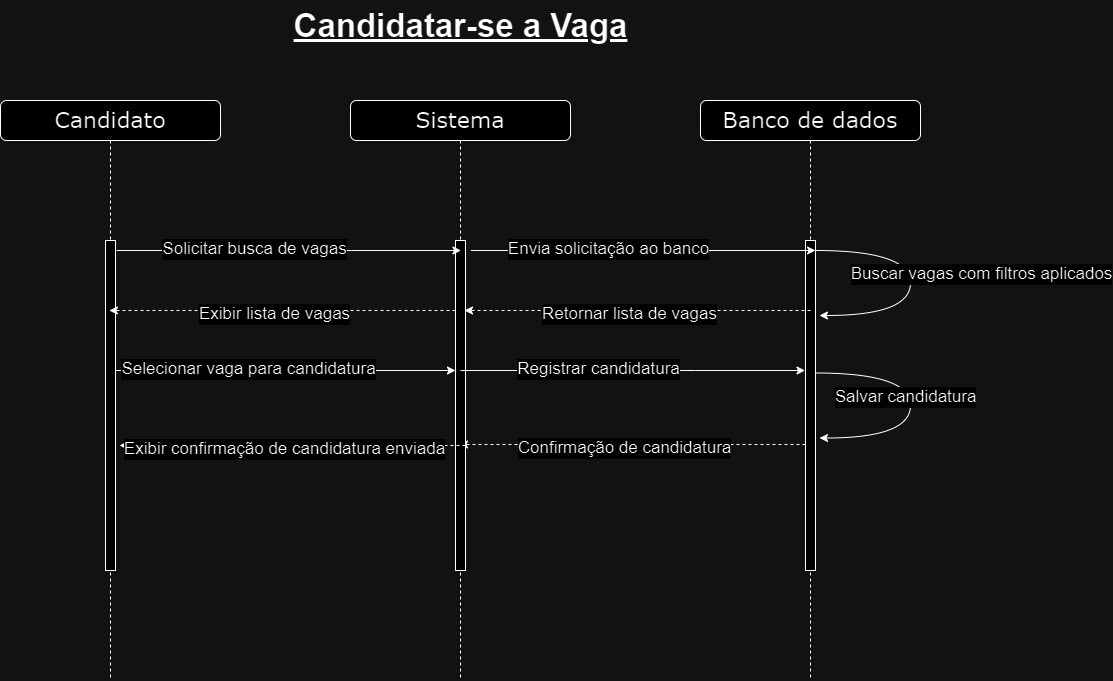 Candidatar-se a Vaga
Candidato
Sistema
Banco de dados
Solicitar busca de vagas
Envia solicitação ao banco
Buscar vagas com filtros aplicados
Exibir lista de vagas
Retornar lista de vagas
Selecionar vaga para candidatura
Registrar candidatura
Salvar candidatura
Exibir confirmação de candidatura enviada
Confirmação de candidatura